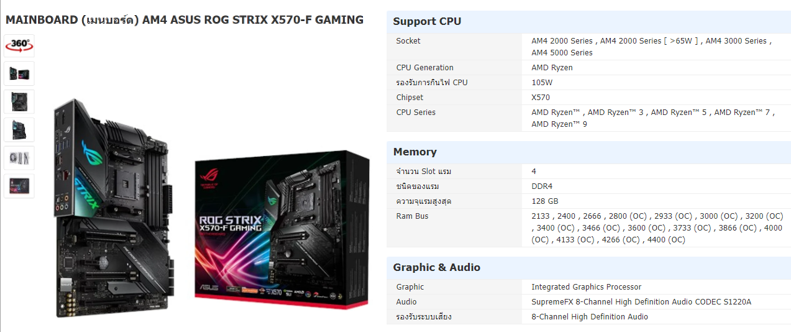 MAINBOARD (เมนบอร์ด) AM4 ASUS ROG STRIX X570-F GAMING
360°
ROG STRIX
X570-F GAMING
ASUS
X570
Support CPU
Socket
AM4 2000 Series , AM4 2000 Series [ >65W ] , AM4 3000 Series ,
AM4 5000 Series
CPU Generation
AMD Ryzen
รองรับการกินไฟ CPU
105W
Chipset
X570
CPU Series
AMD Ryzen™ , AMD Ryzen™ 3 , AMD Ryzen™ 5 , AMD Ryzen™ 7 ,
AMD Ryzen™ 9
Memory
จำนวน Slot แรม
4
ชนิดของแรม
DDR4
ความจุแรมสูงสุด
128 GB
Ram Bus
2133 , 2400 , 2666 , 2800 (OC) , 2933 (OC) , 3000 (OC) , 3200 (OC)
, 3400 (OC) , 3466 (OC) , 3600 (OC) , 3733 (OC) , 3866 (OC) , 4000
(OC) , 4133 (OC) , 4266 (OC) , 4400 (OC)
Graphic & Audio
Graphic
Integrated Graphics Processor
Audio
SupremeFX 8-Channel High Definition Audio CODEC S1220A
รองรับระบบเสียง
8-Channel High Definition Audio